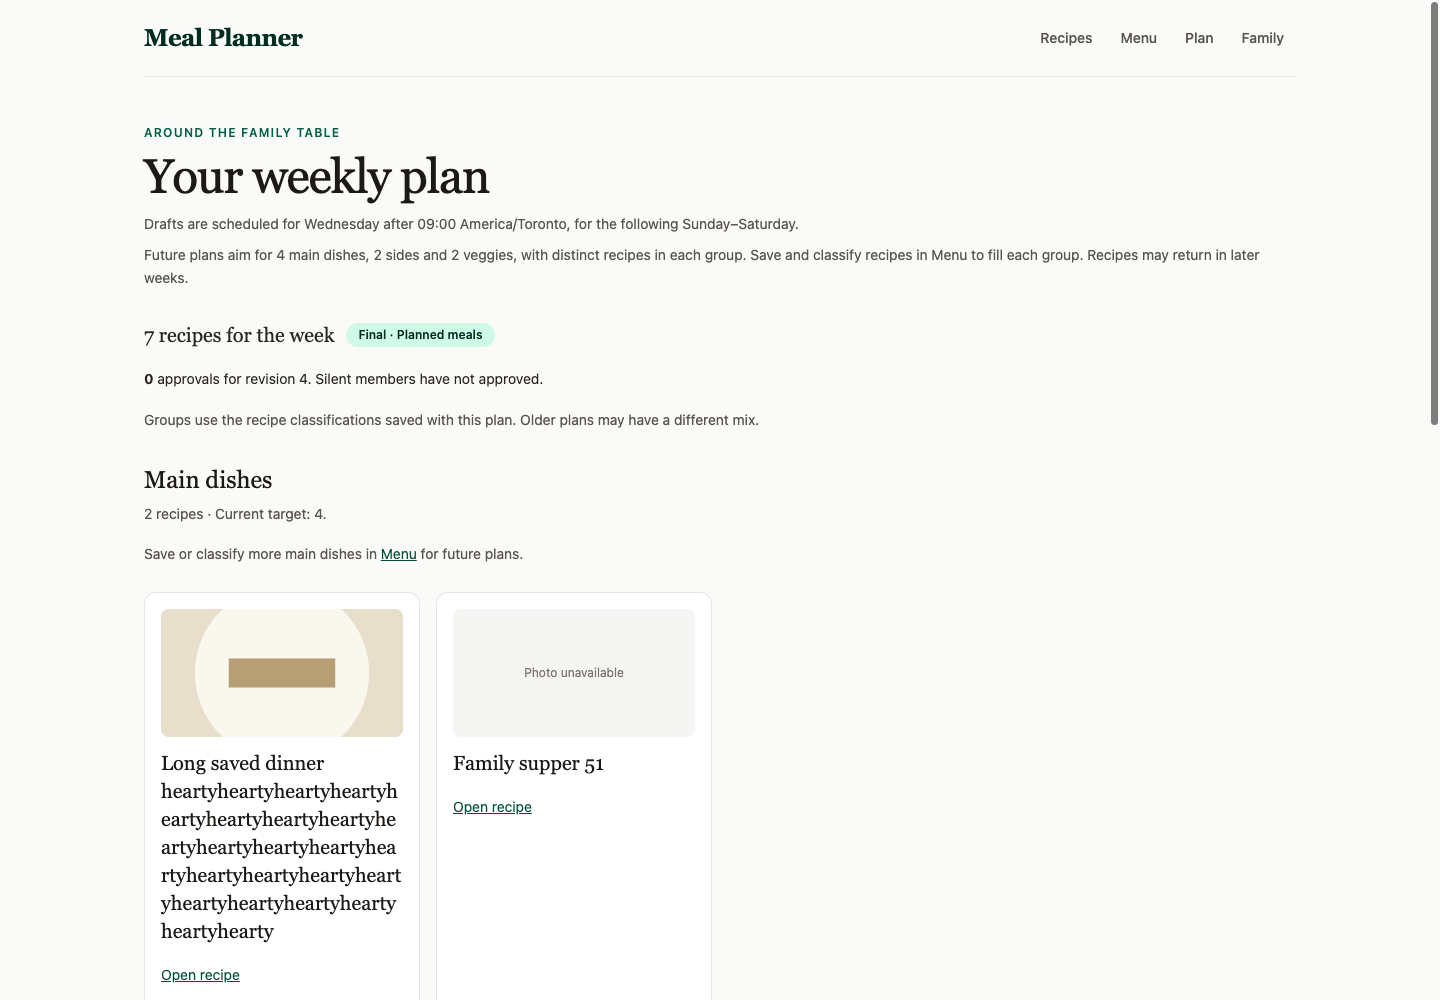 Meal Planner
Recipes Menu Plan Family
AROUND THE FAMILY TABLE
Your weekly plan
Drafts are scheduled for Wednesday after 09:00 America/Toronto, for the following Sunday–Saturday.
Future plans aim for 4 main dishes, 2 sides and 2 veggies, with distinct recipes in each group. Save and classify recipes in Menu to fill each group. Recipes may return in later
weeks.
7 recipes for the week Final · Planned meals
0 approvals for revision 4. Silent members have not approved.
Groups use the recipe classifications saved with this plan. Older plans may have a different mix.
Main dishes
2 recipes · Current target: 4.
Save or classify more main dishes in Menu for future plans.
Long saved dinner
heartyheartyheartyheartyh
eartyheartyheartyheartyhe
artyheartyheartyheartyhea
rtyheartyheartyheartyheart
yheartyheartyheartyhearty
heartyhearty
Open recipe
Photo unavailable
Family supper 51
Open recipe